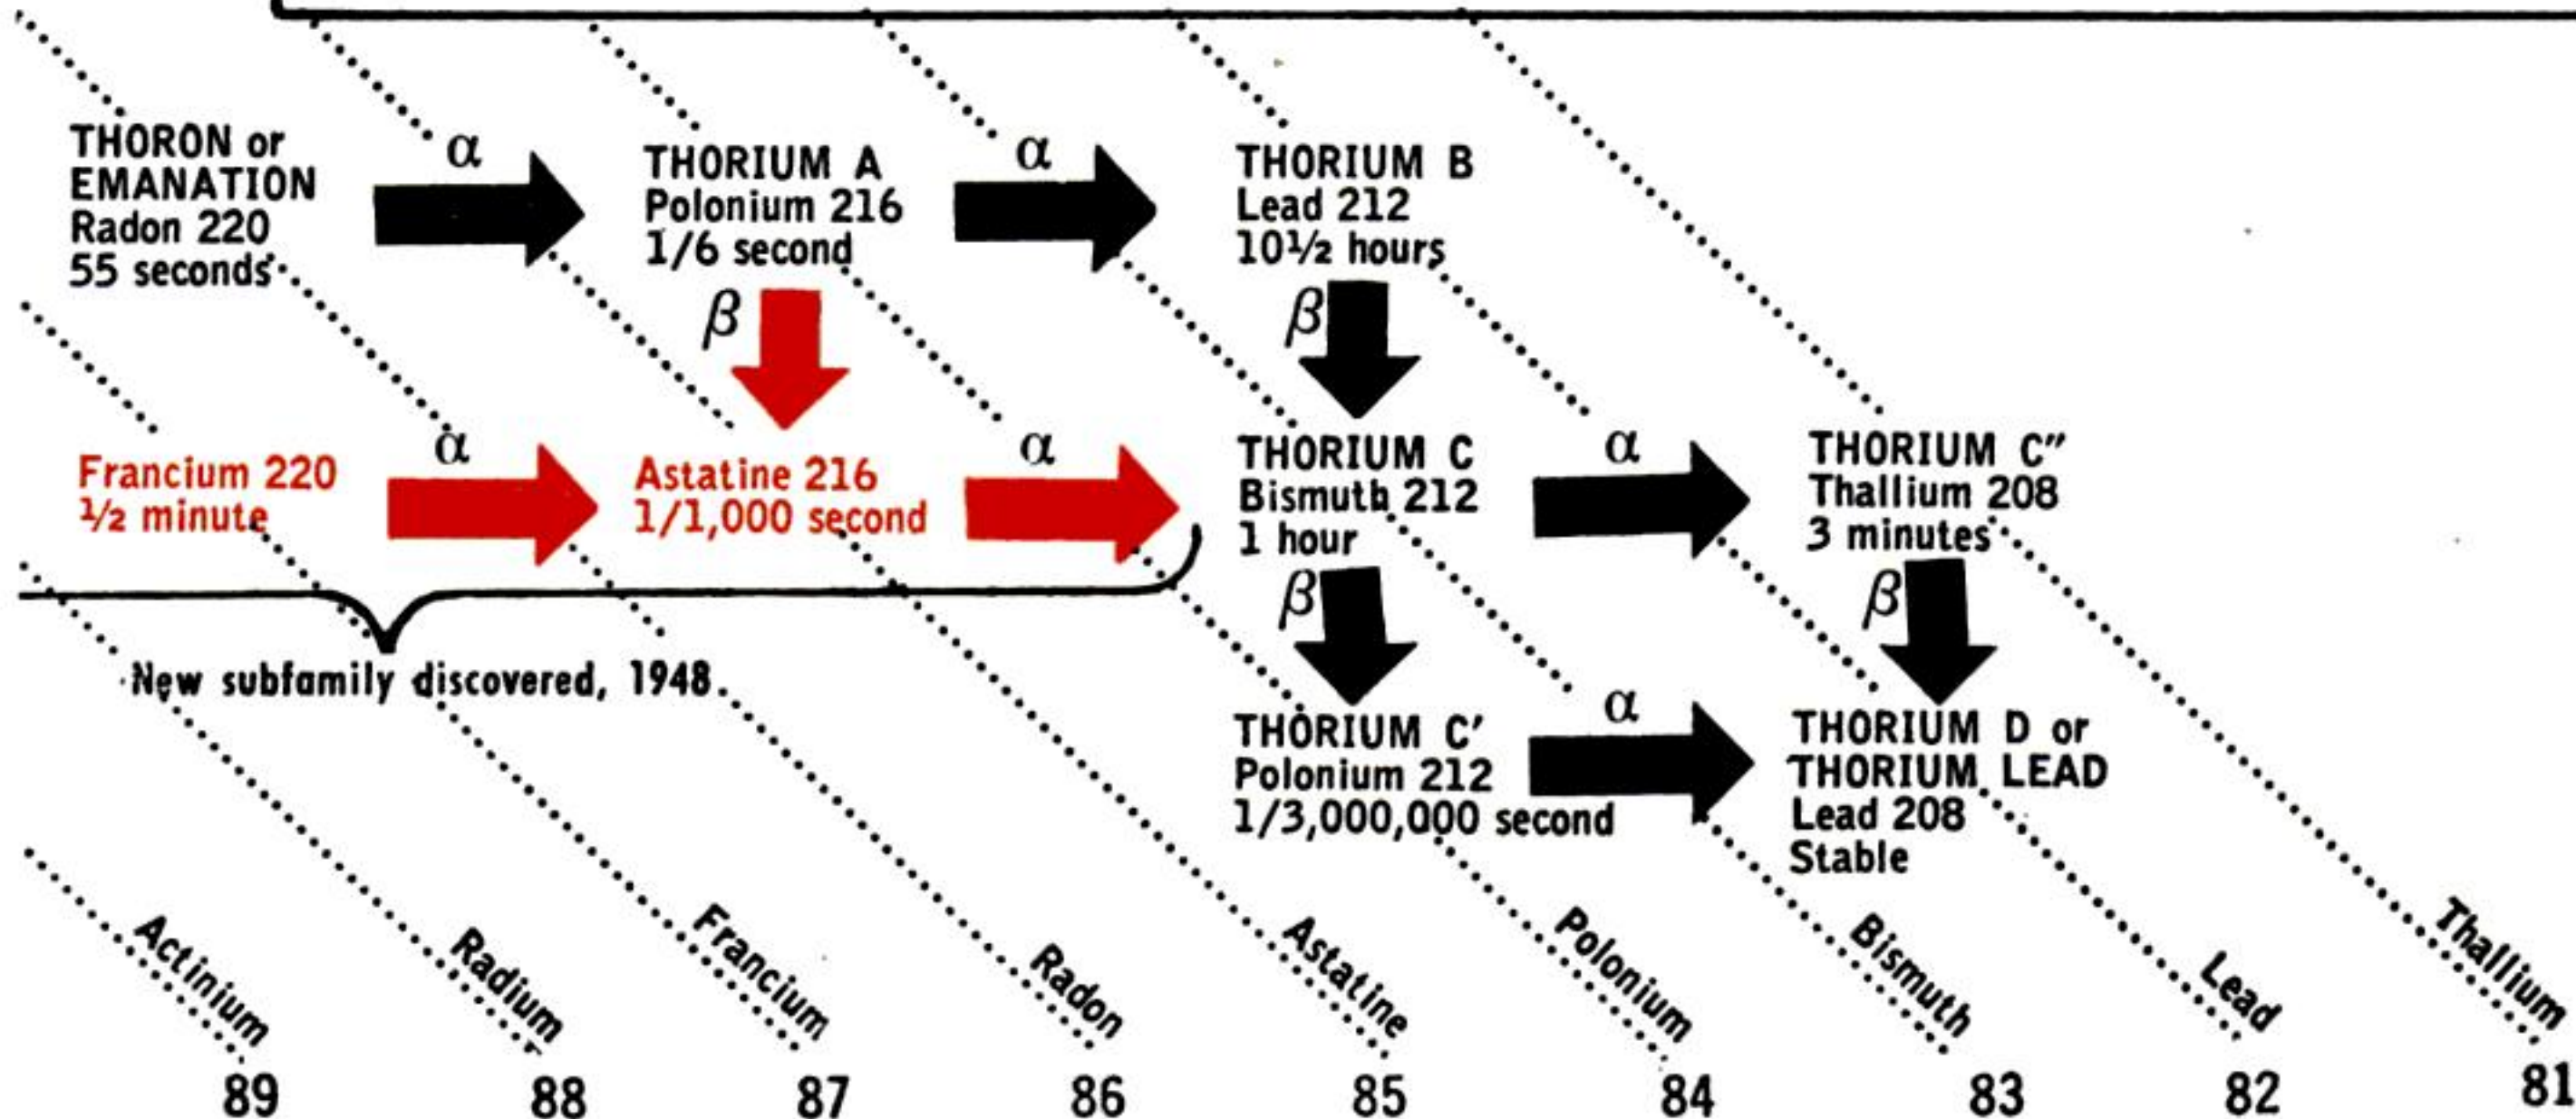 THORON or
EMANATION
Radon 220
55 seconds
α
THORIUM A
Polonium 216
1/6 second
α
THORIUM B
Lead 212
10½ hours
β
β
Francium 220
½ minute
α
Astatine 216
1/1,000 second
α
THORIUM C
Bismuth 212
1 hour
α
THORIUM C″
Thallium 208
3 minutes
β
β
New subfamily discovered, 1948.
THORIUM C′
Polonium 212
1/3,000,000 second
α
THORIUM D or
THORIUM LEAD
Lead 208
Stable
Actinium
Radium
Francium
Radon
Astatine
Polonium
Bismuth
Lead
Thallium
89
88
87
86
85
84
83
82
81